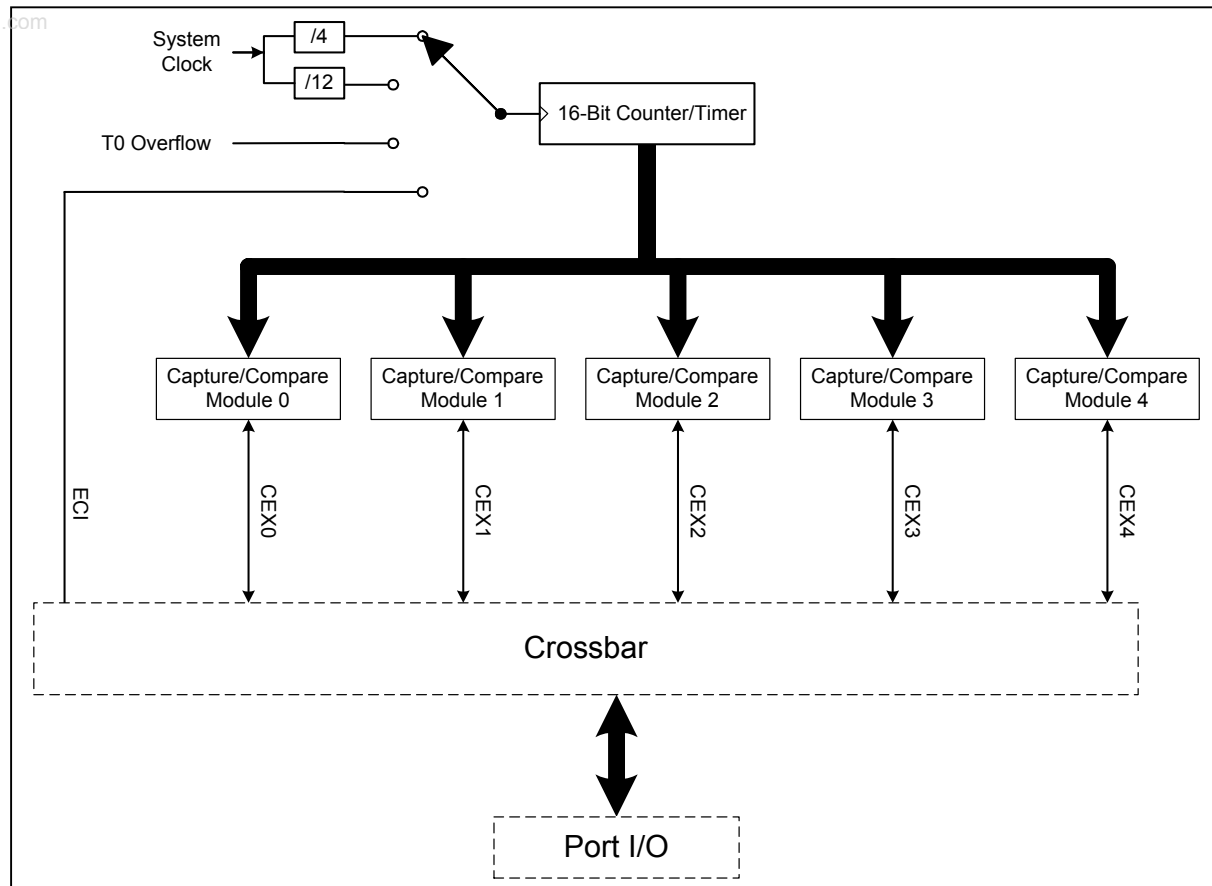 .com
System
Clock
/4
/12
T0 Overflow
16-Bit Counter/Timer
Capture/Compare
Module 0
Capture/Compare
Module 1
Capture/Compare
Module 2
Capture/Compare
Module 3
Capture/Compare
Module 4
ECI
CEX0
CEX1
CEX2
CEX3
CEX4
Crossbar
Port I/O